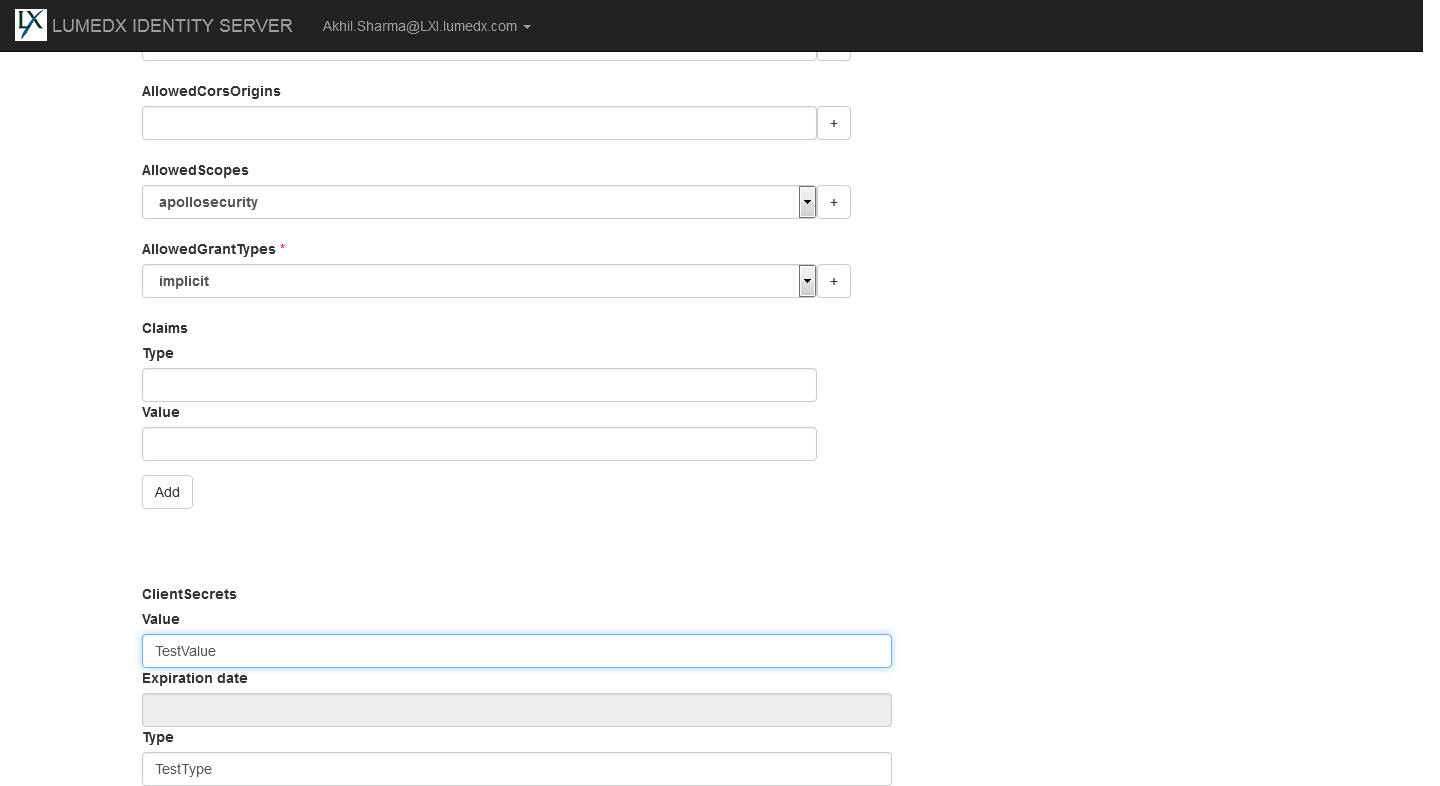 LX LUMEDX IDENTITY SERVER Akhil.Sharma@LXI.lumedx.com
AllowedCorsOrigins
+
AllowedScopes
apollosecurity +
AllowedGrantTypes *
implicit +
Claims
Type
Value
Add
ClientSecrets
Value
TestValue
Expiration date
Type
TestType